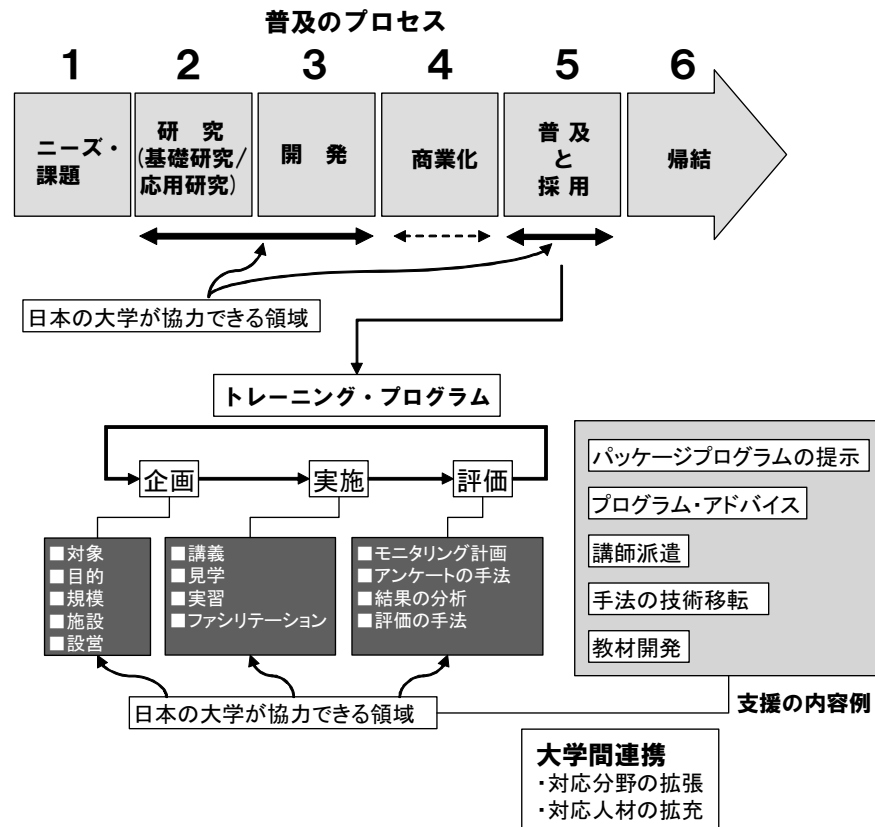 普及のプロセス
1
2
3
4
5
6
ニーズ・
課題
研 究
(基礎研究/
応用研究)
開 発
商業化
普 及
と
採 用
帰結
日本の大学が協力できる領域
トレーニング・プログラム
企画
実施
評価
■対象
■目的
■規模
■施設
■設営
■講義
■見学
■実習
■ファシリテーション
■モニタリング計画
■アンケートの手法
■結果の分析
■評価の手法
日本の大学が協力できる領域
パッケージプログラムの提示
プログラム・アドバイス
講師派遣
手法の技術移転
教材開発
支援の内容例
大学間連携
・対応分野の拡張
・対応人材の拡充